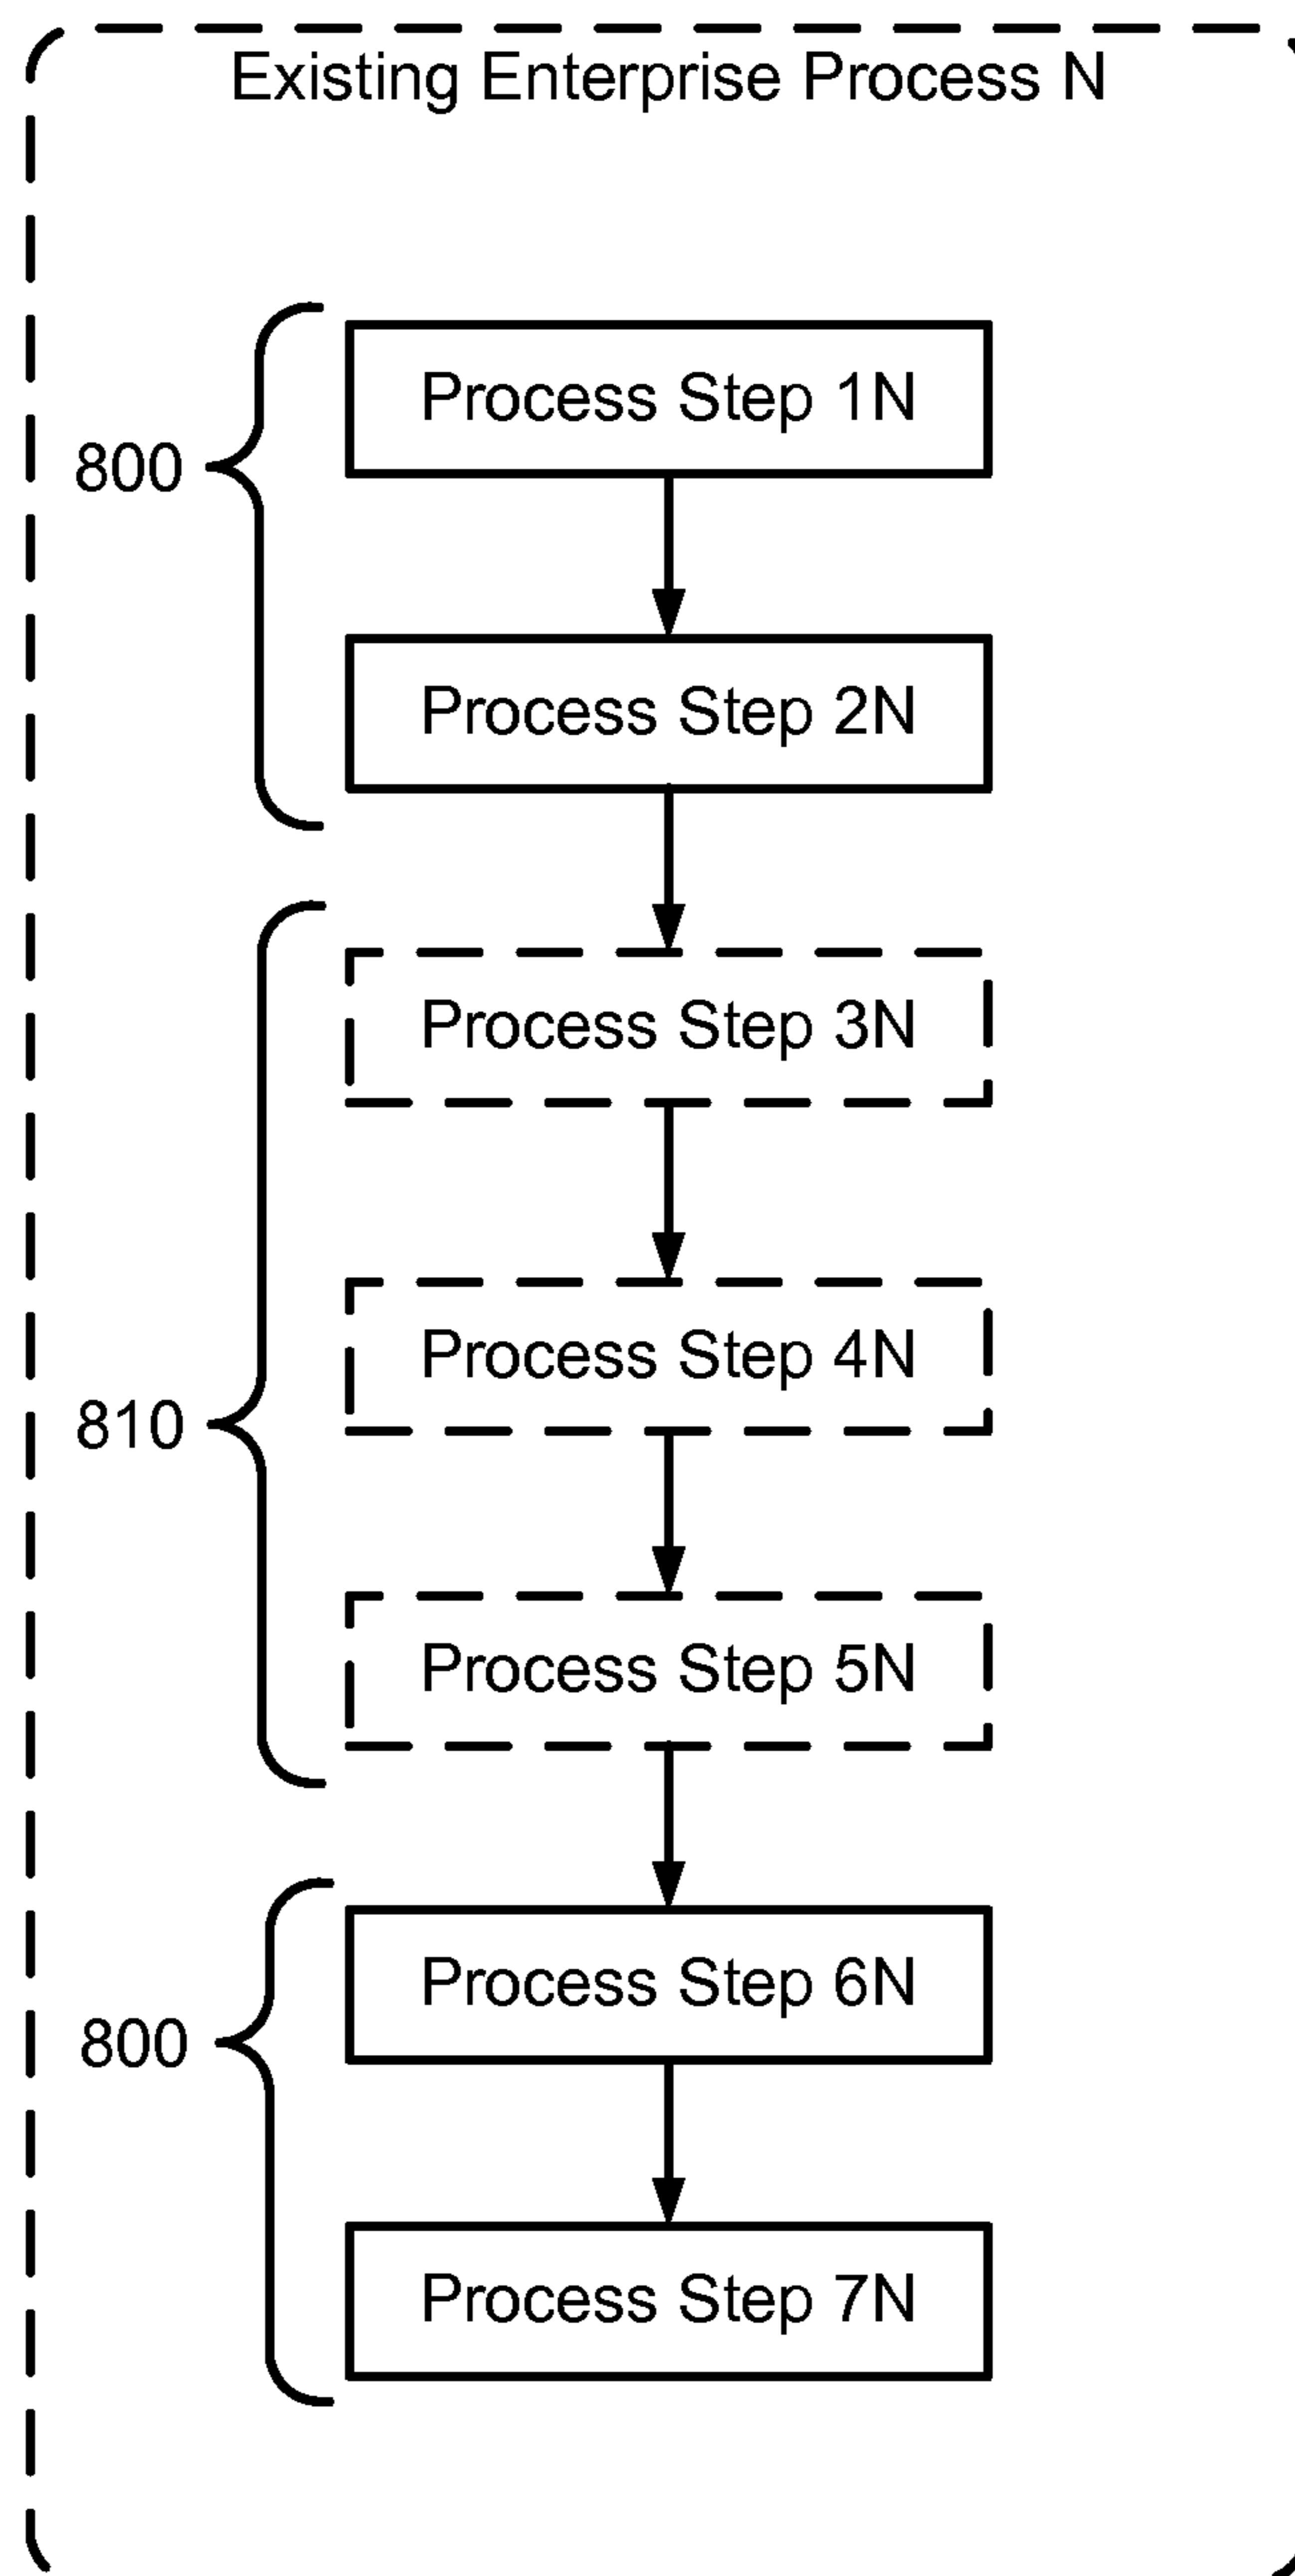 Existing Enterprise Process N
800
Process Step 1N
Process Step 2N
810
Process Step 3N
Process Step 4N
Process Step 5N
800
Process Step 6N
Process Step 7N